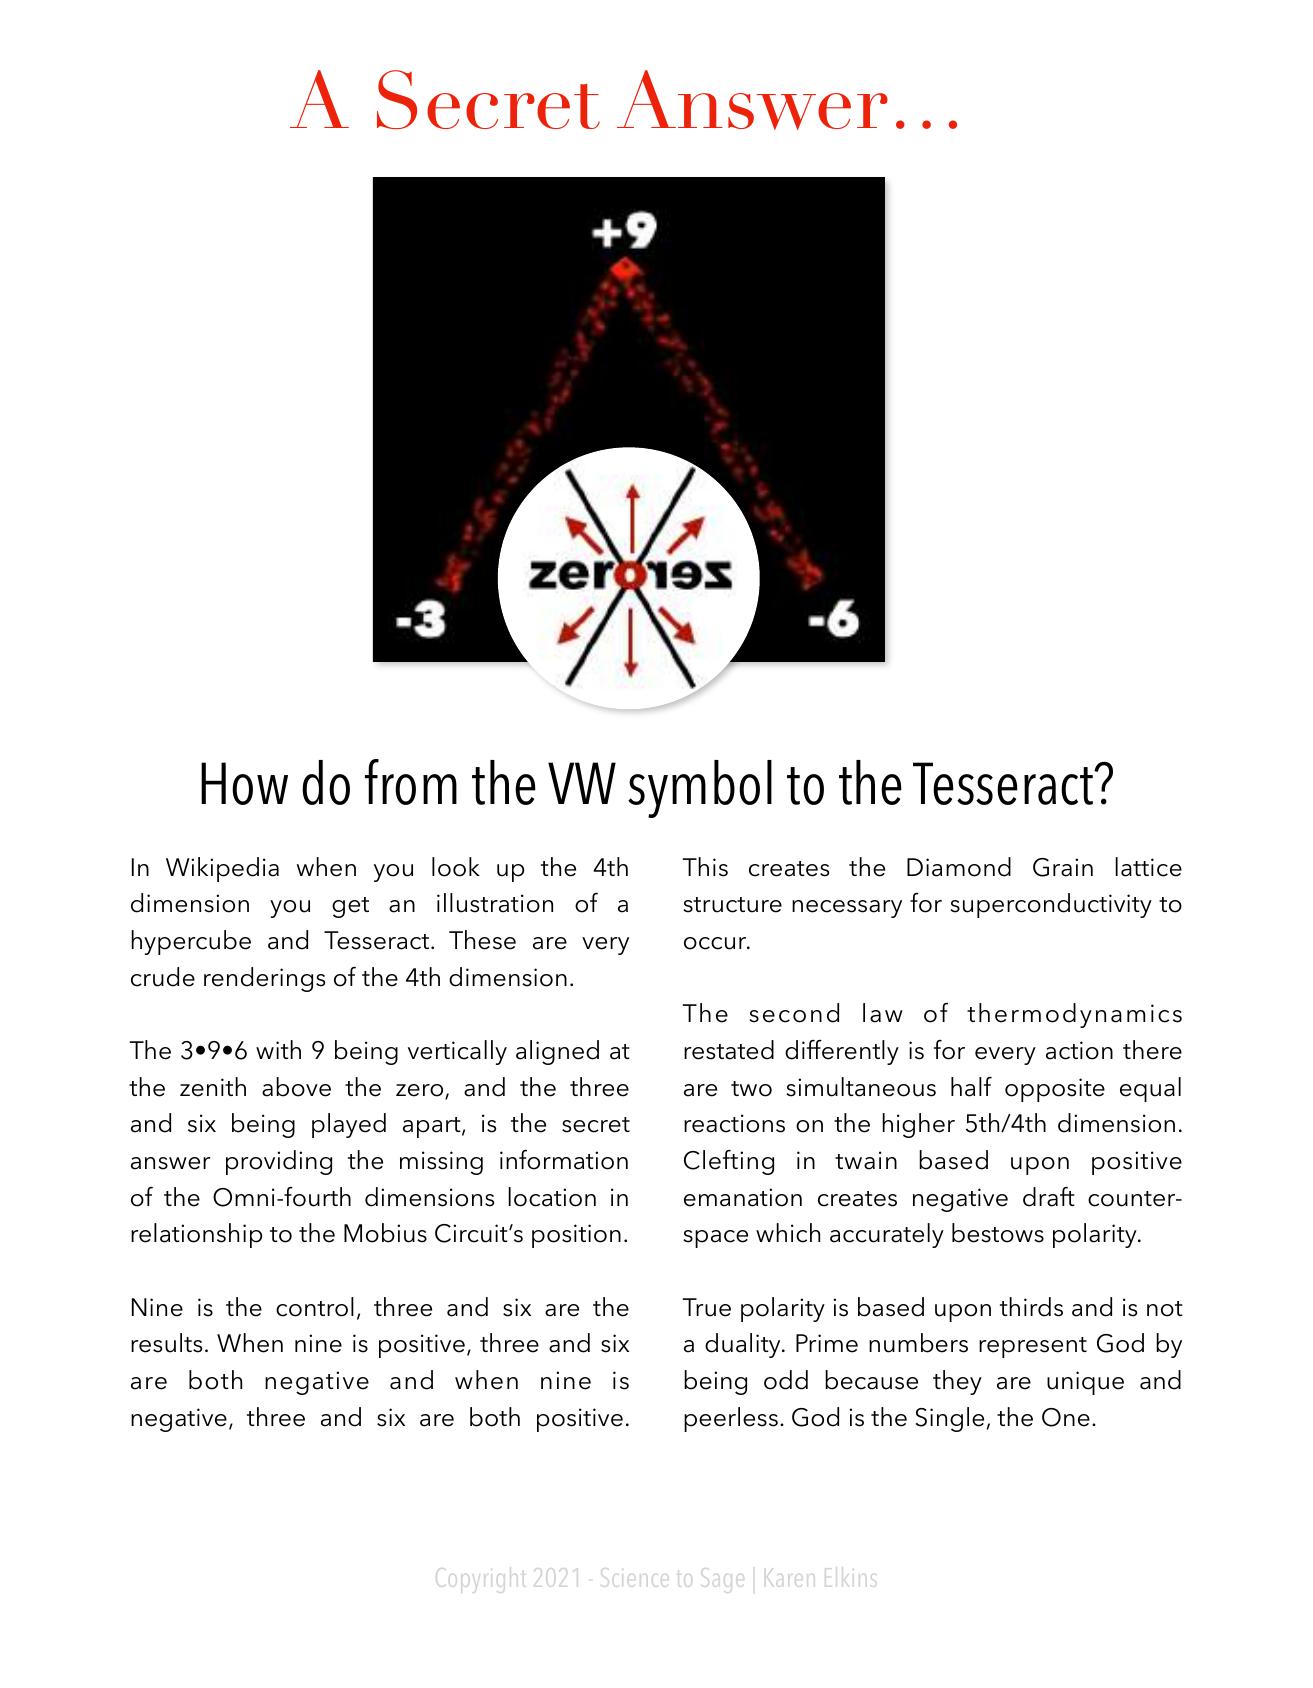 A Secret Answer...
+9
zerorez
-3
-6
How do from the VW symbol to the Tesseract?
In Wikipedia when you look up the 4th
dimension you get an illustration of a
hypercube and Tesseract. These are very
crude renderings of the 4th dimension.
The 3•9•6 with 9 being vertically aligned at
the zenith above the zero, and the three
and six being played apart, is the secret
answer providing the missing information
of the Omni-fourth dimensions location in
relationship to the Mobius Circuit’s position.
Nine is the control, three and six are the
results. When nine is positive, three and six
are both negative and when nine is
negative, three and six are both positive.
This creates the Diamond Grain lattice
structure necessary for superconductivity to
occur.
The second law of thermodynamics
restated differently is for every action there
are two simultaneous half opposite equal
reactions on the higher 5th/4th dimension.
Clefting in twain based upon positive
emanation creates negative draft counter-
space which accurately bestows polarity.
True polarity is based upon thirds and is not
a duality. Prime numbers represent God by
being odd because they are unique and
peerless. God is the Single, the One.
Copyright 2021 - Science to Sage | Karen Elkins